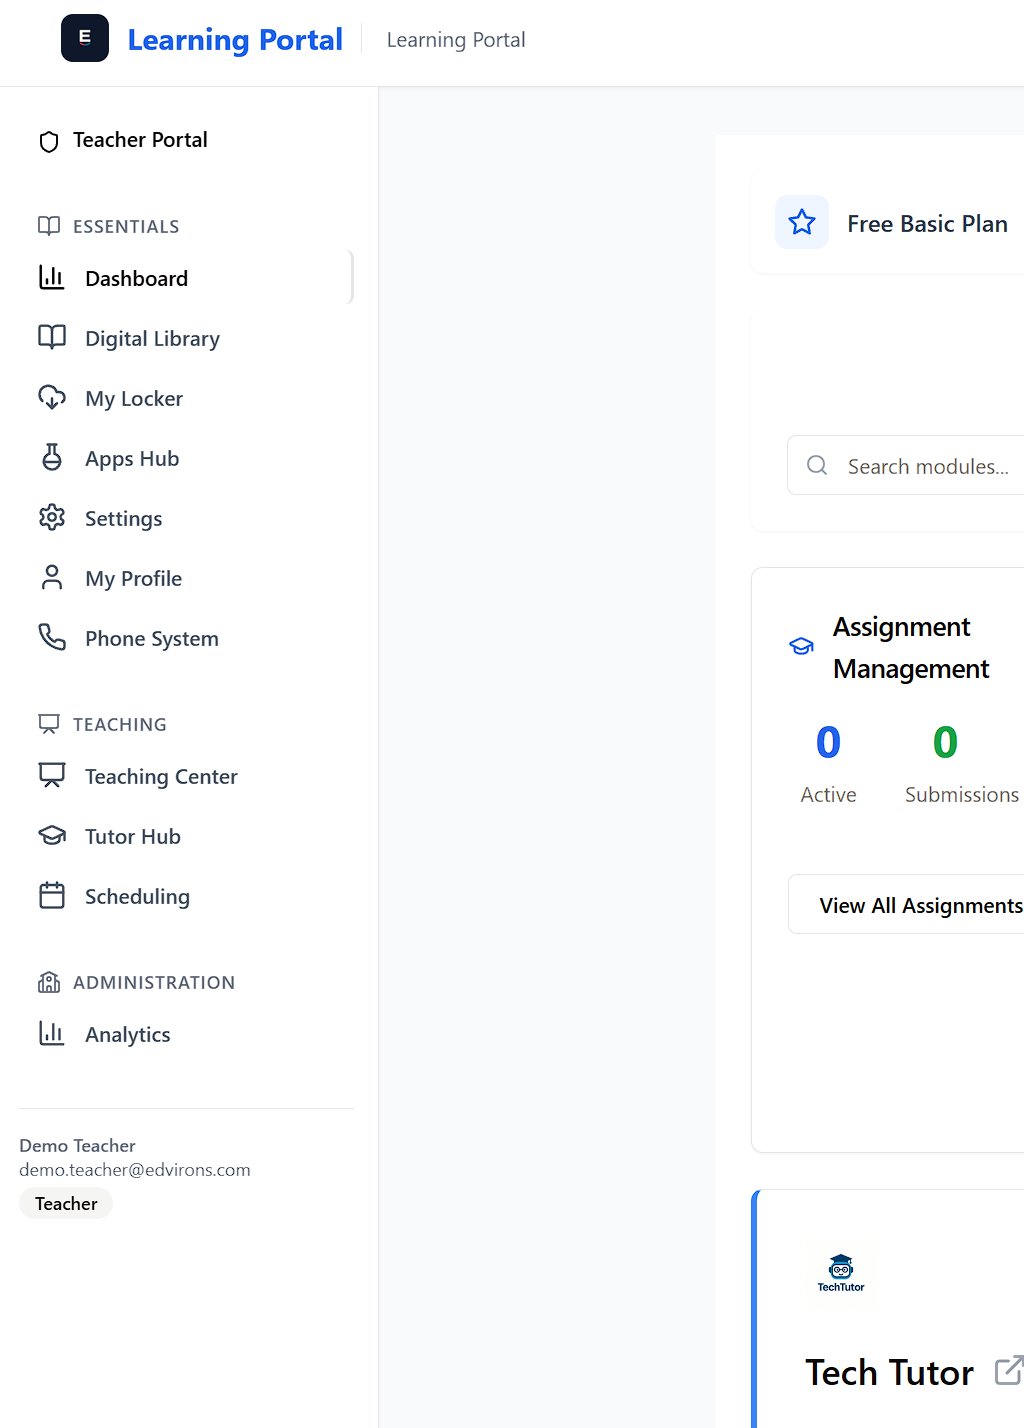 E
Learning Portal
Learning Portal
Teacher Portal
ESSENTIALS
Dashboard
Digital Library
My Locker
Apps Hub
Settings
My Profile
Phone System
TEACHING
Teaching Center
Tutor Hub
Scheduling
ADMINISTRATION
Analytics
Demo Teacher
demo.teacher@edvirons.com
Teacher
Free Basic Plan
Search modules...
Assignment
Management
0 0
Active Submissions
View All Assignments
TechTutor
Tech Tutor